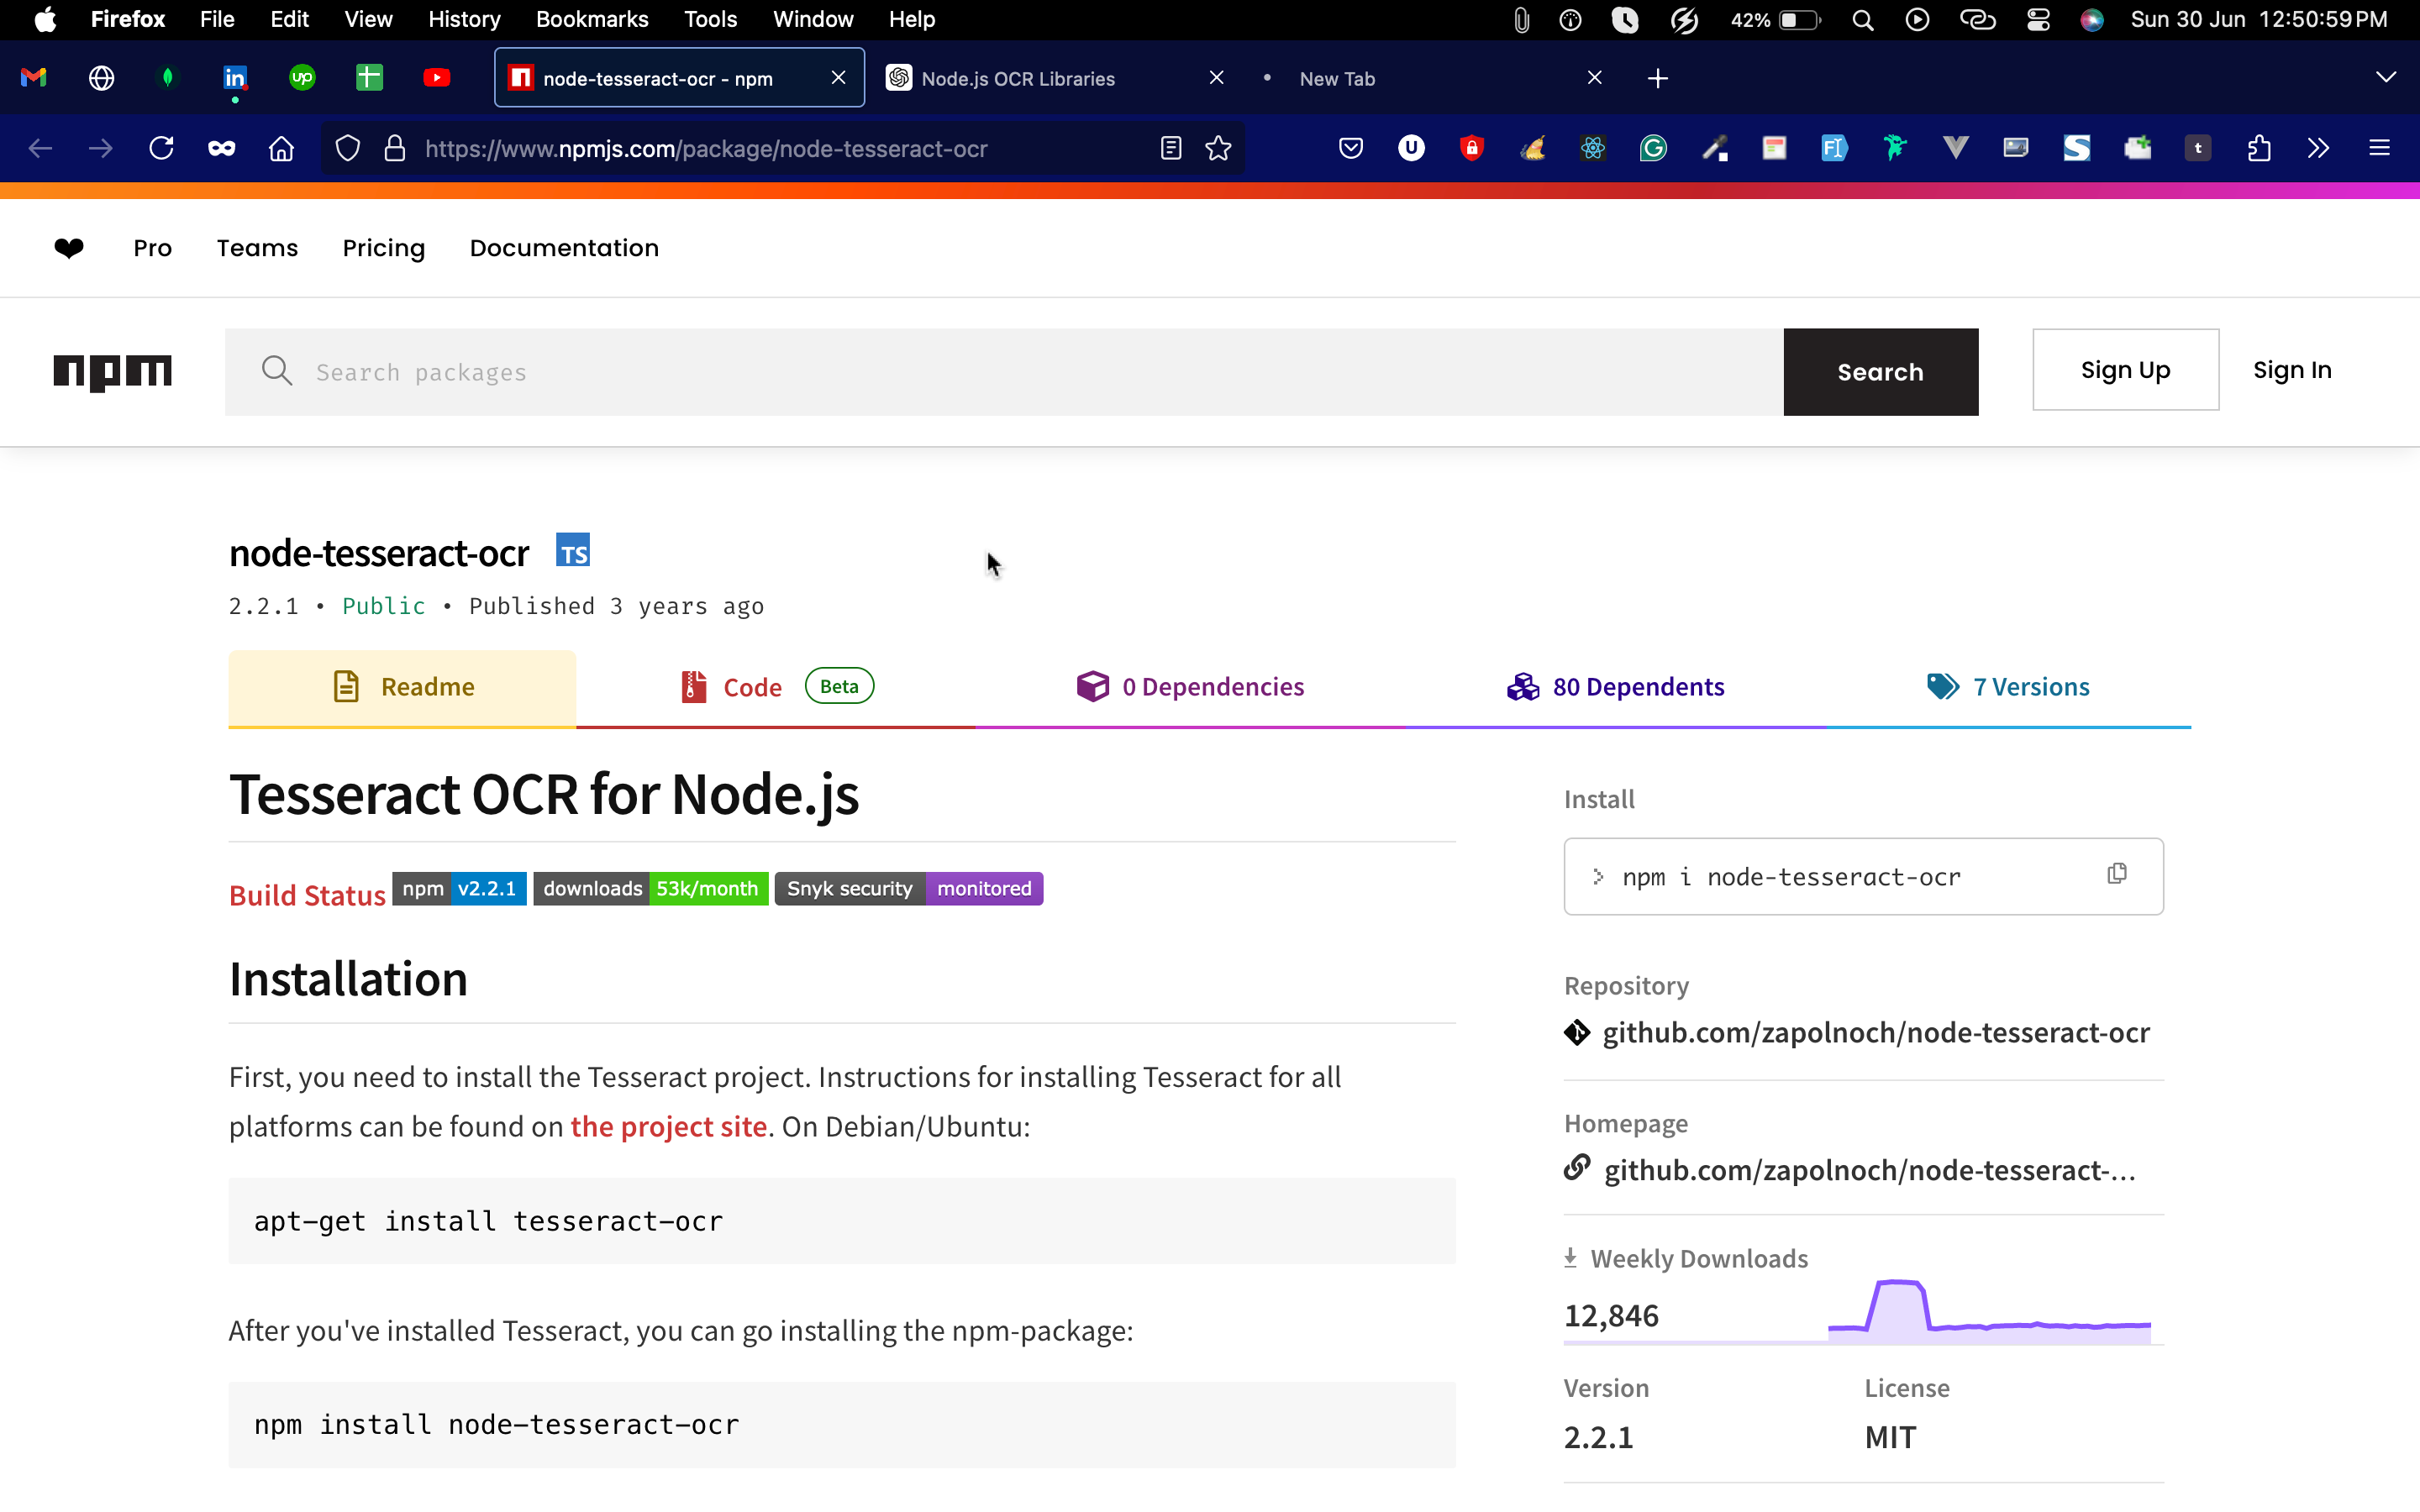 Firefox File Edit View History Bookmarks Tools Window Help 42% Sun 30 Jun 12:50:59 PM
node-tesseract-ocr - npm Node.js OCR Libraries New Tab
https://www.npmjs.com/package/node-tesseract-ocr
Pro Teams Pricing Documentation
npm Search packages Search Sign Up Sign In
node-tesseract-ocr TS
2.2.1 • Public • Published 3 years ago
Readme Code Beta 0 Dependencies 80 Dependents 7 Versions
Tesseract OCR for Node.js
Build Status npm v2.2.1 downloads 53k/month Snyk security monitored
Installation
First, you need to install the Tesseract project. Instructions for installing Tesseract for all
platforms can be found on the project site. On Debian/Ubuntu:
apt-get install tesseract-ocr
After you've installed Tesseract, you can go installing the npm-package:
npm install node-tesseract-ocr
Install
> npm i node-tesseract-ocr
Repository
github.com/zapolnoch/node-tesseract-ocr
Homepage
github.com/zapolnoch/node-tesseract-...
Weekly Downloads
12,846
Version License
2.2.1 MIT